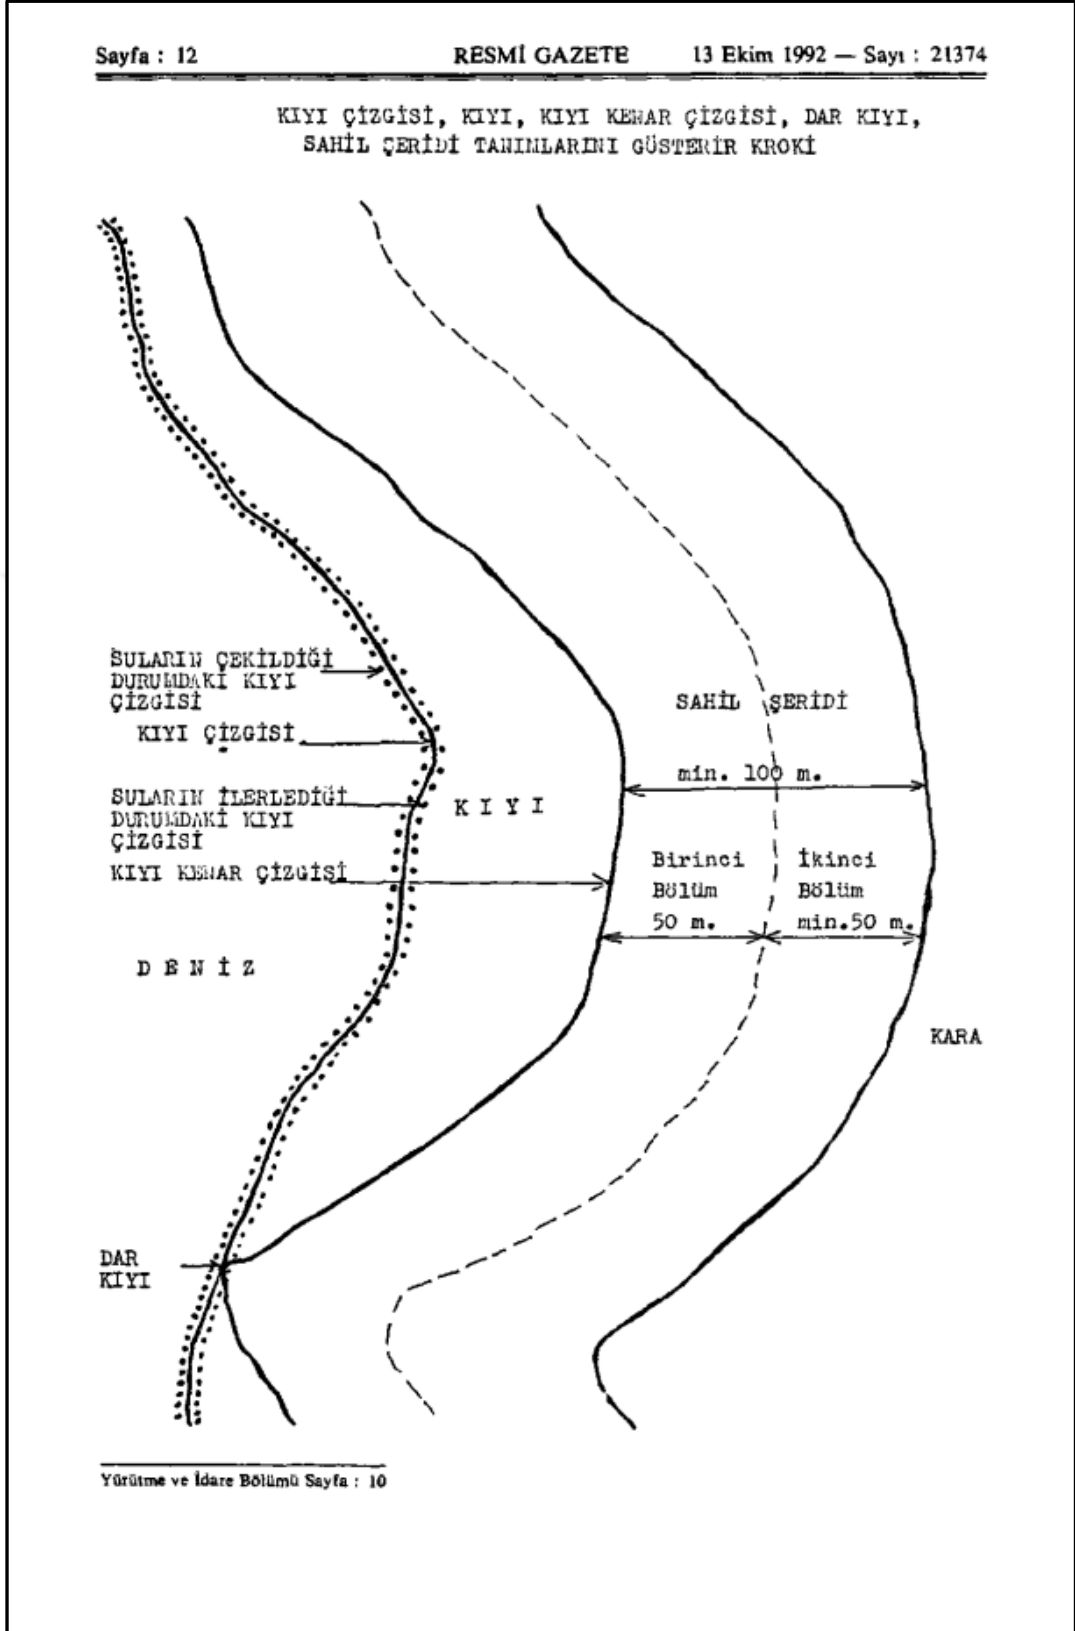 Sayfa : 12 RESMİ GAZETE 13 Ekim 1992 — Sayı : 21374
KIYI ÇİZGİSİ, KIYI, KIYI KENAR ÇİZGİSİ, DAR KIYI,
SAHİL ŞERİDİ TANIMLARINI GÖSTERİR KROKİ
SULARIN ÇEKİLDİĞİ
DURUMDAKİ KIYI
ÇİZGİSİ
KIYI ÇİZGİSİ
SULARIN İLERLEDİĞİ
DURUMDAKİ KIYI
ÇİZGİSİ
KIYI KENAR ÇİZGİSİ
KIYI
DENİZ
SAHİL ŞERİDİ
min. 100 m.
Birinci
Bölüm
50 m.
İkinci
Bölüm
min.50 m.
KARA
DAR
KIYI
Yürütme ve İdare Bölümü Sayfa : 10